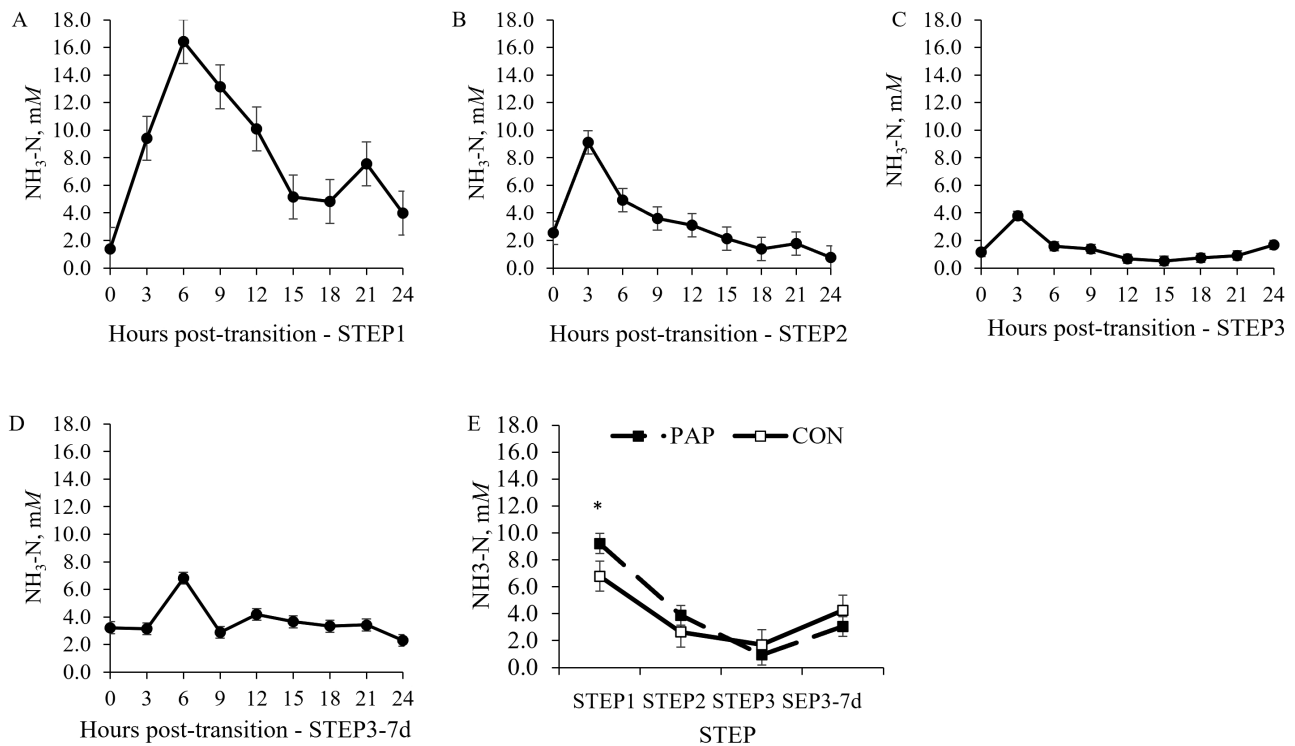 A
18.0
16.0
14.0
12.0
10.0
8.0
6.0
4.0
2.0
0.0
NH3-N, mM
0 3 6 9 12 15 18 21 24
Hours post-transition - STEP1
B
18.0
16.0
14.0
12.0
10.0
8.0
6.0
4.0
2.0
0.0
NH3-N, mM
0 3 6 9 12 15 18 21 24
Hours post-transition - STEP2
C
18.0
16.0
14.0
12.0
10.0
8.0
6.0
4.0
2.0
0.0
NH3-N, mM
0 3 6 9 12 15 18 21 24
Hours post-transition - STEP3
D
18.0
16.0
14.0
12.0
10.0
8.0
6.0
4.0
2.0
0.0
NH3-N, mM
0 3 6 9 12 15 18 21 24
Hours post-transition - STEP3-7d
E
18.0
16.0
14.0
12.0
10.0
8.0
6.0
4.0
2.0
0.0
NH3-N, mM
PAP CON
*
STEP1 STEP2 STEP3 SEP3-7d
STEP